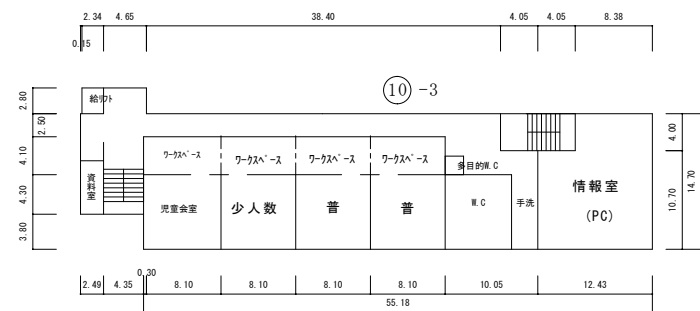 2.34 4.65 38.40 4.05 4.05 8.38
0.15
⑩-3
給リフト
2.80
2.50
4.10
4.30
3.80
ワークスペース ワークスペース ワークスペース ワークスペース
多目的W.C
資料室
児童会室 少人数 普 普 W.C 手洗
情報室
(PC)
4.00
10.70
14.70
0.30
2.49 4.35 8.10 8.10 8.10 8.10 10.05 12.43
55.18